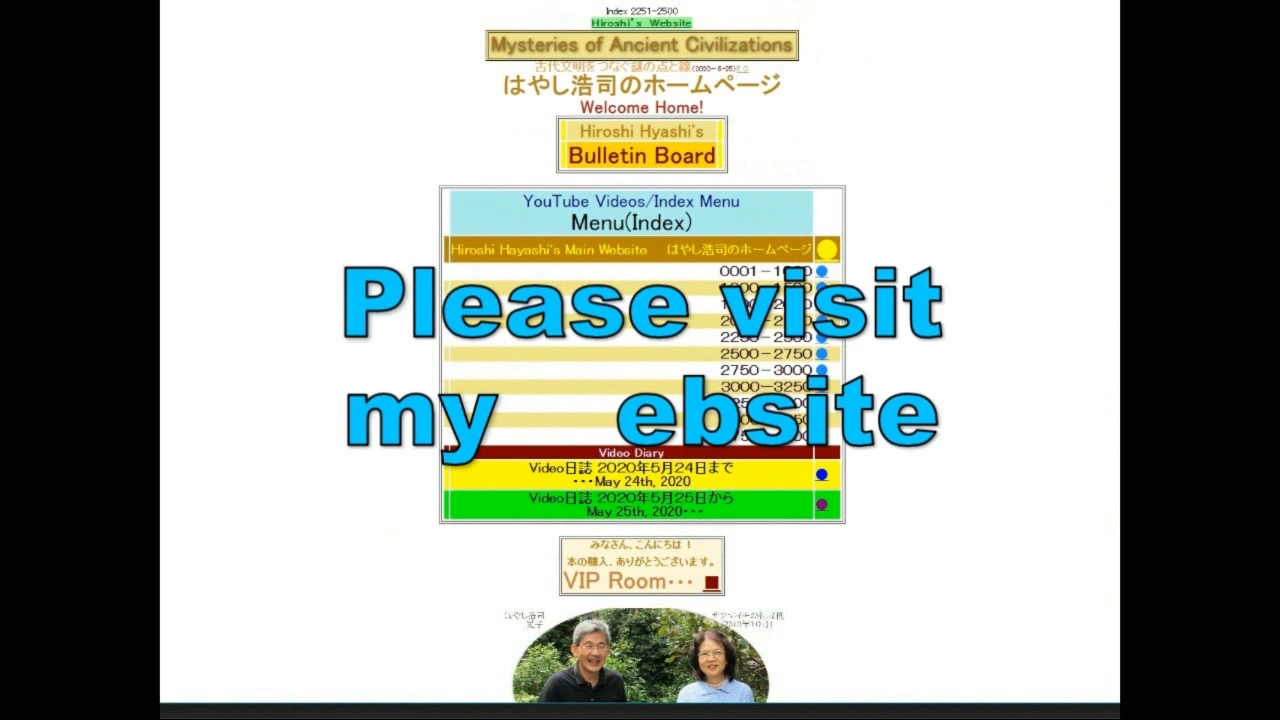 Index 2251-2500
Hiroshi's Website
Mysteries of Ancient Civilizations
古代文明をつなぐ謎の点と線(2020-6-25)
はやし浩司のホームページ
Welcome Home!
Hiroshi Hyashi's
Bulletin Board
YouTube Videos/Index Menu
Menu(Index)
Hiroshi Hayashi's Main Website はやし浩司のホームページ
Please visit
2500-2750
2750-3000
3000-3250
my ebsite
Video Diary
Video日誌 2020年5月24日まで
・・・May 24th, 2020
Video日誌 2020年5月25日から
May 25th, 2020・・・
みなさん、こんにちは！
本の購入、ありがとうございます。
VIP Room・・・
はやし浩司